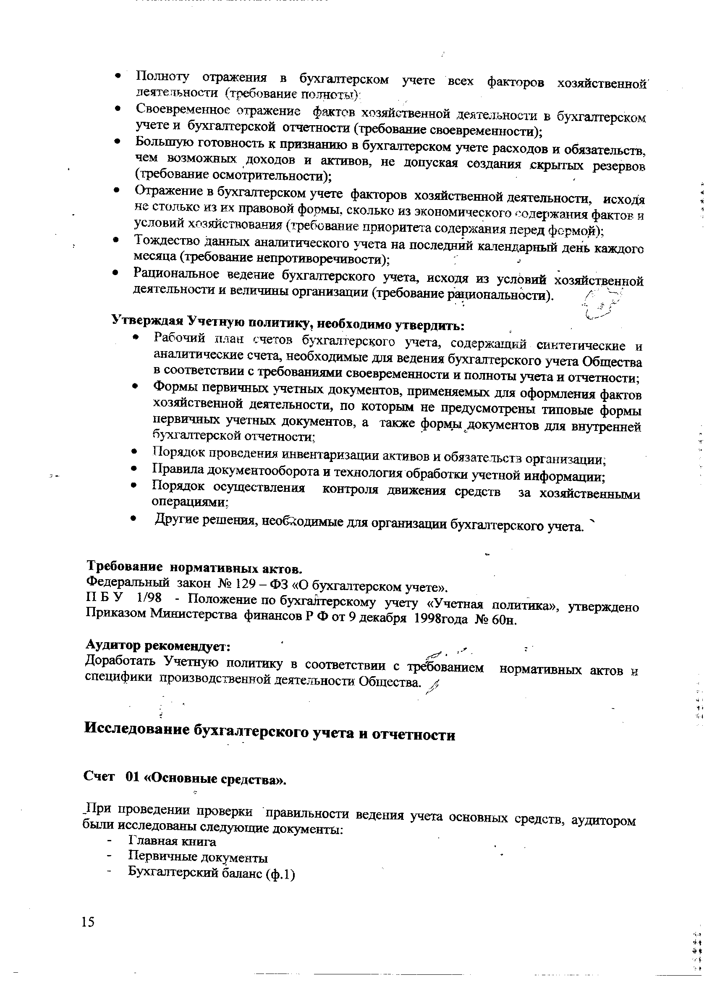 • Полноту отражения в бухгалтерском учете всех факторов хозяйственной
деятельности (требование полноты);
• Своевременное отражение фактов хозяйственной деятельности в бухгалтерском
учете и бухгалтерской отчетности (требование своевременности);
• Большую готовность к признанию в бухгалтерском учете расходов и обязательств,
чем возможных доходов и активов, не допуская создания скрытых резервов
(требование осмотрительности);
• Отражение в бухгалтерском учете факторов хозяйственной деятельности, исходя
не столько из их правовой формы, сколько из экономического содержания фактов и
условий хозяйствования (требование приоритета содержания перед формой);
• Тождество данных аналитического учета на последний календарный день каждого
месяца (требование непротиворечивости);
• Рациональное ведение бухгалтерского учета, исходя из условий хозяйственной
деятельности и величины организации (требование рациональности).
Утверждая Учетную политику, необходимо утвердить:
• Рабочий план счетов бухгалтерского учета, содержащий синтетические и
аналитические счета, необходимые для ведения бухгалтерского учета Общества
в соответствии с требованиями своевременности и полноты учета и отчетности;
• Формы первичных учетных документов, применяемых для оформления фактов
хозяйственной деятельности, по которым не предусмотрены типовые формы
первичных учетных документов, а также формы документов для внутренней
бухгалтерской отчетности;
• Порядок проведения инвентаризации активов и обязательств организации;
• Правила документооборота и технология обработки учетной информации;
• Порядок осуществления контроля движения средств за хозяйственными
операциями;
• Другие решения, необходимые для организации бухгалтерского учета.
Требование нормативных актов.
Федеральный закон № 129 – ФЗ «О бухгалтерском учете».
П Б У 1/98 - Положение по бухгалтерскому учету «Учетная политика», утверждено
Приказом Министерства финансов Р Ф от 9 декабря 1998года № 60н.
Аудитор рекомендует:
Доработать Учетную политику в соответствии с требованием нормативных актов и
специфики производственной деятельности Общества.
Исследование бухгалтерского учета и отчетности
Счет 01 «Основные средства».
При проведении проверки правильности ведения учета основных средств, аудитором
были исследованы следующие документы:
- Главная книга
- Первичные документы
- Бухгалтерский баланс (ф.1)
15